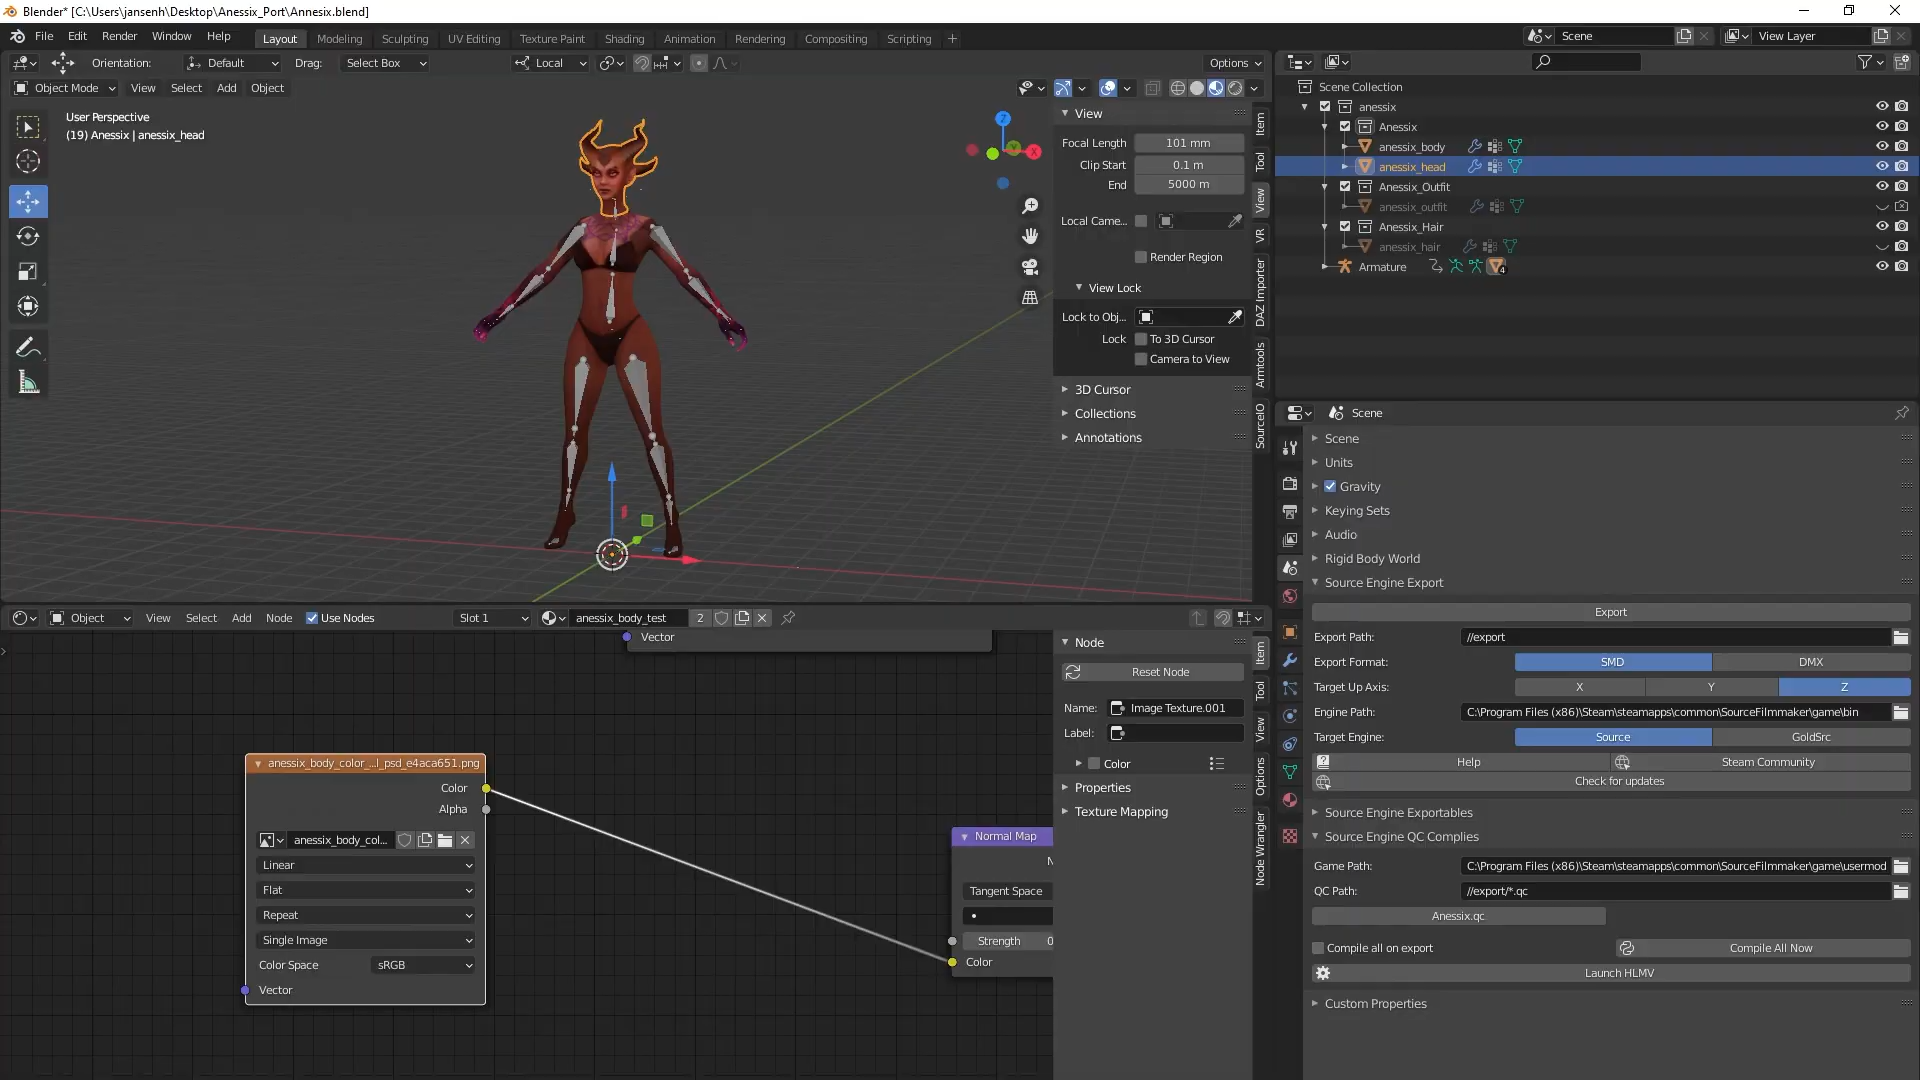 Blender* [C:\Users\jansenh\Desktop\Anessix_Port\Annesix.blend]
File Edit Render Window Help Layout Modeling Sculpting UV Editing Texture Paint Shading Animation Rendering Compositing Scripting Scene View Layer
Orientation: Default Drag: Select Box Local Options
Object Mode View Select Add Object
User Perspective
(19) Anessix | anessix_head
Z
Y
X
View
Focal Length 101 mm
Clip Start 0.1 m
End 5000 m
Local Came...
Render Region
View Lock
Lock to Obj...
Lock To 3D Cursor
Camera to View
3D Cursor
Collections
Annotations
Item
Tool
View
VR
DAZ Importer
Armtools
SourceIO
Scene Collection
anessix
Anessix
anessix_body
anessix_head
Anessix_Outfit
anessix_outfit
Anessix_Hair
anessix_hair
Armature 4
Scene
Scene
Units
Gravity
Keying Sets
Audio
Rigid Body World
Source Engine Export
Export
Export Path: //export
Export Format: SMD DMX
Target Up Axis: X Y Z
Engine Path: C:\Program Files (x86)\Steam\steamapps\common\SourceFilmmaker\game\bin
Target Engine: Source GoldSrc
Help Steam Community
Check for updates
Source Engine Exportables
Source Engine QC Complies
Game Path: C:\Program Files (x86)\Steam\steamapps\common\SourceFilmmaker\game\usermod
QC Path: //export/*.qc
Anessix.qc
Compile all on export Compile All Now
Launch HLMV
Custom Properties
Object View Select Add Node Use Nodes Slot 1 anessix_body_test 2
Vector
anessix_body_color_...l_psd_e4aca651.png
Color
Alpha
anessix_body_col...
Linear
Flat
Repeat
Single Image
Color Space sRGB
Vector
Normal Map
N
Tangent Space
Strength 0
Color
Node
Reset Node
Name: Image Texture.001
Label:
Color
Properties
Texture Mapping
Item
Tool
View
Options
Node Wrangler